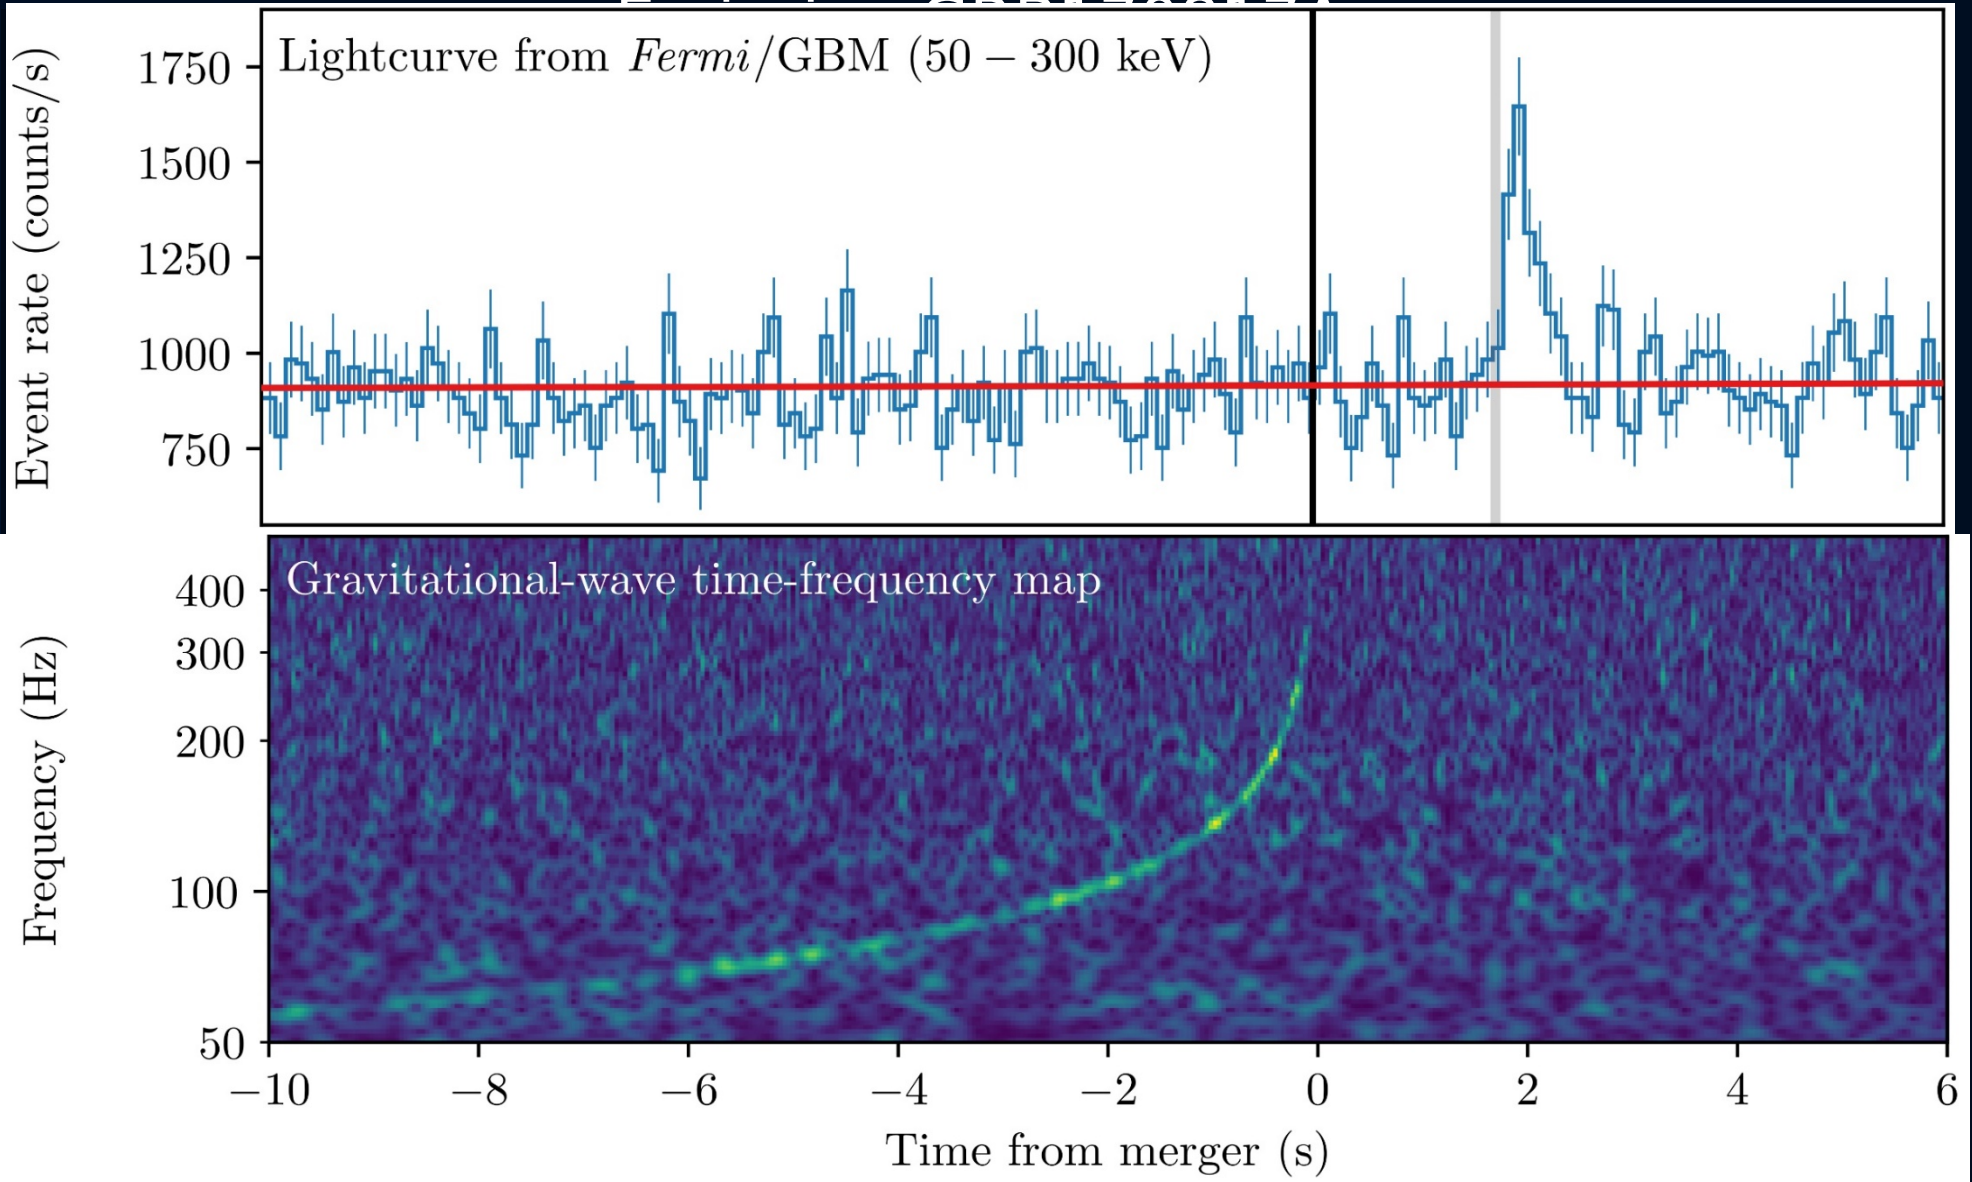 Lightcurve from Fermi/GBM (50 – 300 keV)
Event rate (counts/s)
1750
1500
1250
1000
750
Gravitational-wave time-frequency map
Frequency (Hz)
400
300
200
100
50
−10 −8 −6 −4 −2 0 2 4 6
Time from merger (s)